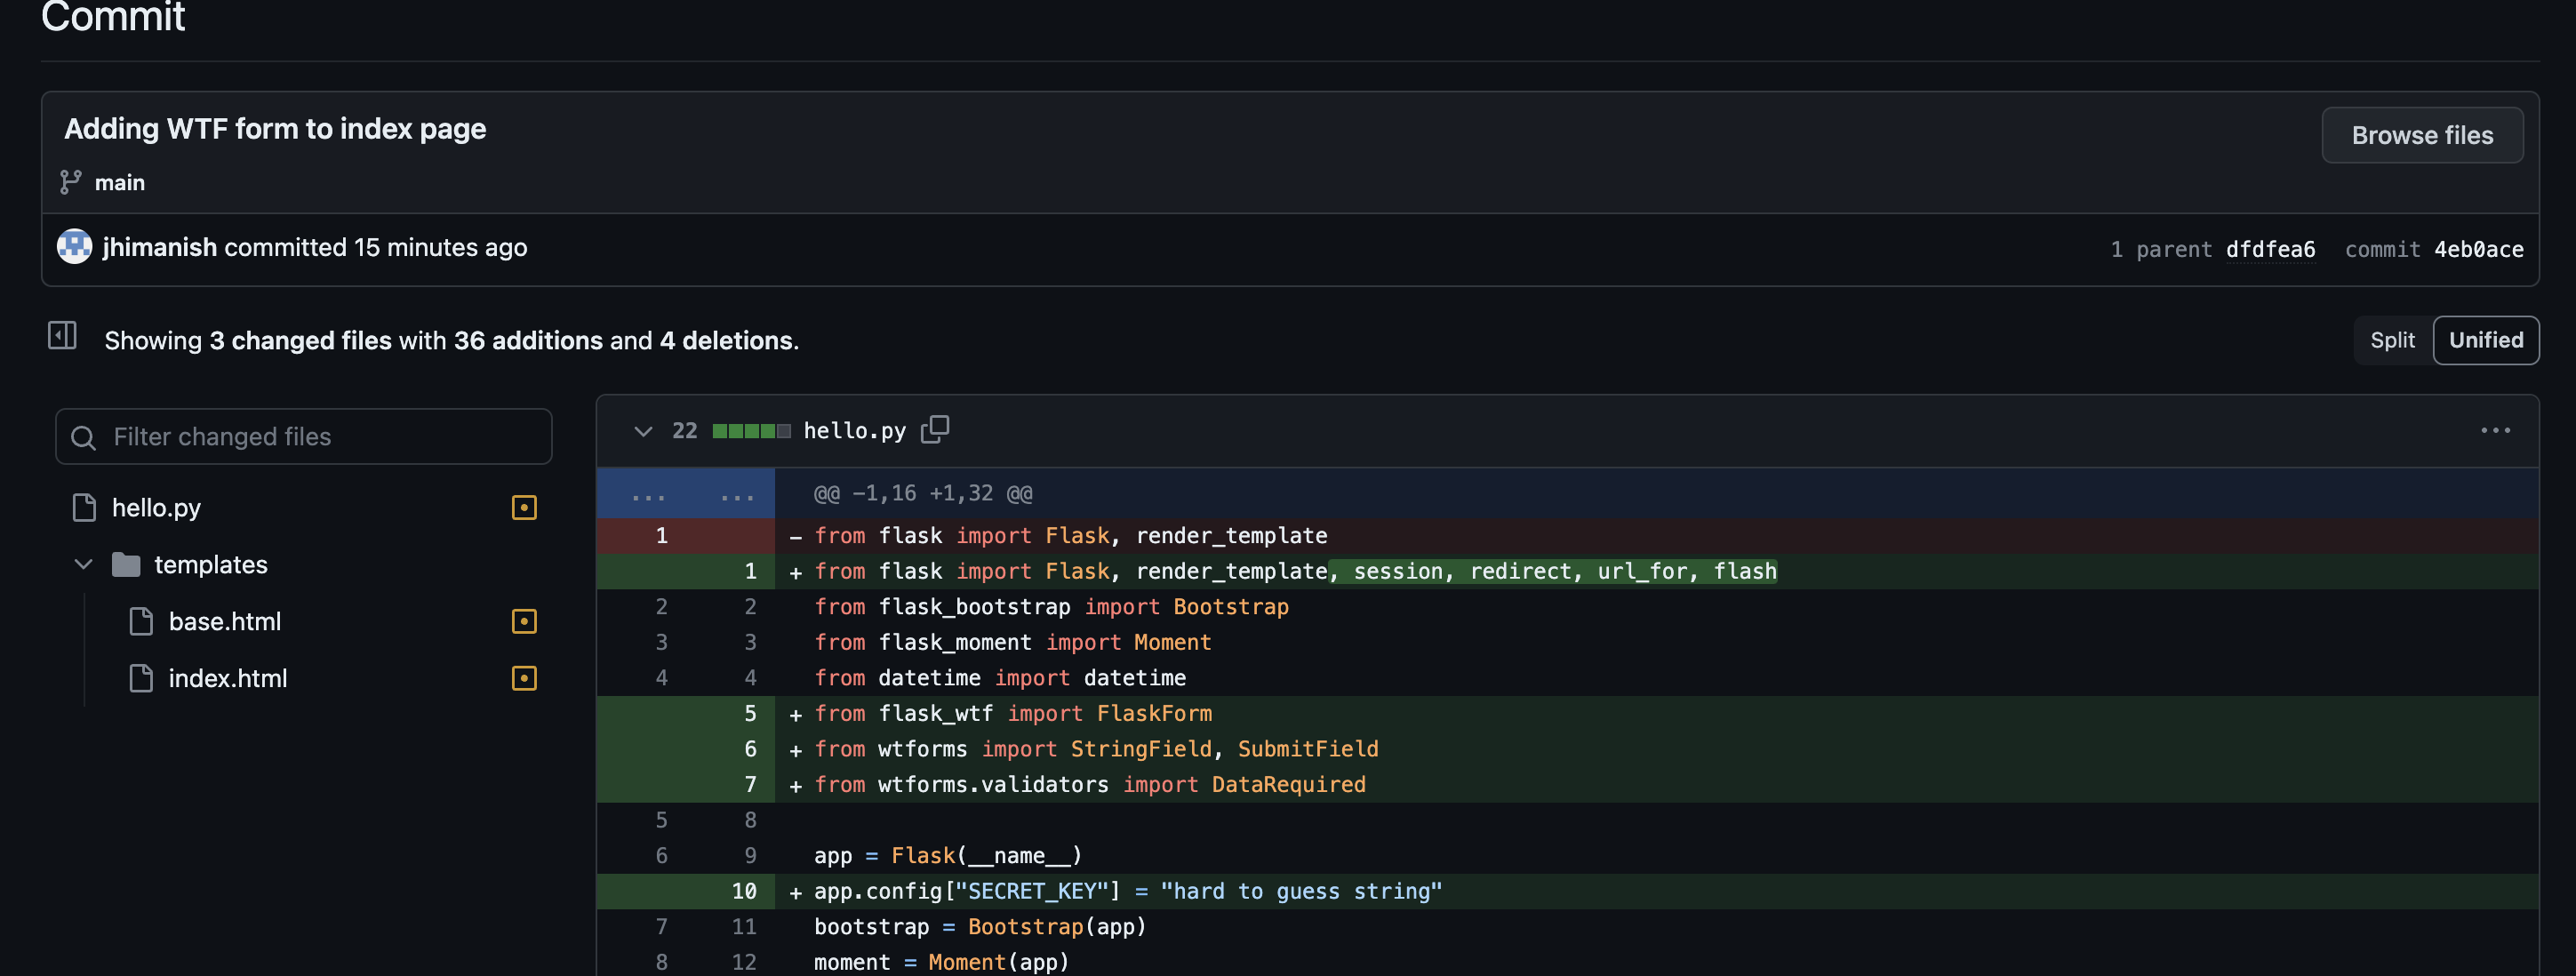 Commit
Adding WTF form to index page
Browse files
main
jhimanish committed 15 minutes ago
1 parent dfdfea6 commit 4eb0ace
Showing 3 changed files with 36 additions and 4 deletions.
Split Unified
Filter changed files
hello.py
templates
base.html
index.html
22 hello.py
... ... @@ -1,16 +1,32 @@
1 - from flask import Flask, render_template
1 + from flask import Flask, render_template, session, redirect, url_for, flash
2 2 from flask_bootstrap import Bootstrap
3 3 from flask_moment import Moment
4 4 from datetime import datetime
5 + from flask_wtf import FlaskForm
6 + from wtforms import StringField, SubmitField
7 + from wtforms.validators import DataRequired
5 8
6 9 app = Flask(__name__)
10 + app.config["SECRET_KEY"] = "hard to guess string"
7 11 bootstrap = Bootstrap(app)
8 12 moment = Moment(app)